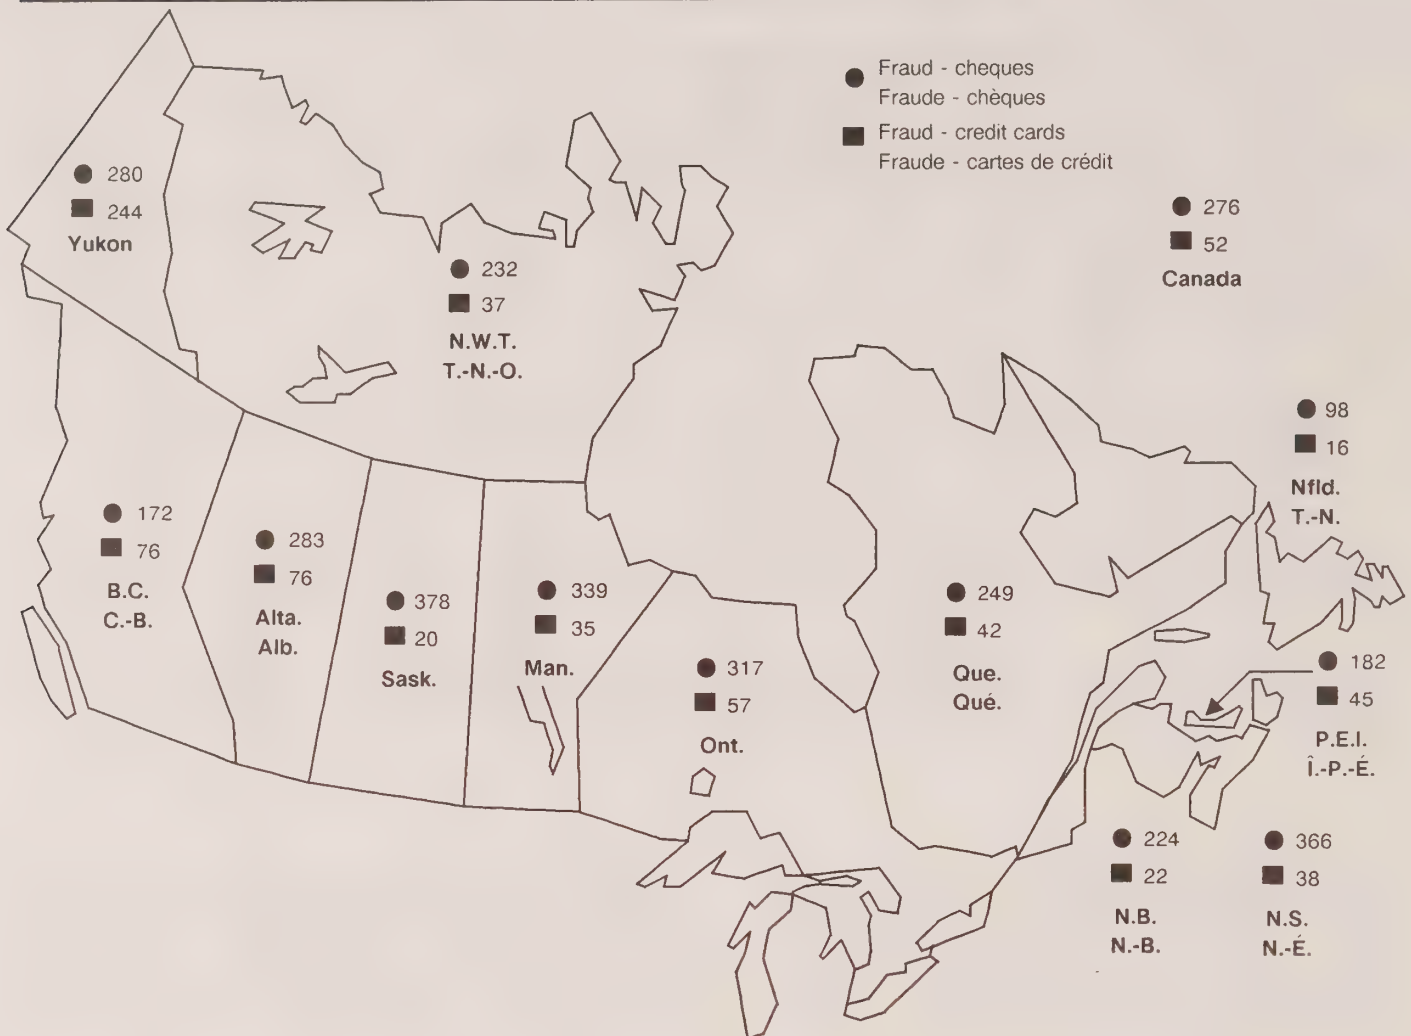 ● Fraud - cheques
Fraude - chèques
■ Fraud - credit cards
Fraude - cartes de crédit
● 280
■ 244
Yukon
● 276
■ 52
Canada
● 232
■ 37
N.W.T.
T.-N.-O.
● 98
■ 16
Nfld.
T.-N.
● 172
■ 76
B.C.
C.-B.
● 283
■ 76
Alta.
Alb.
● 378
■ 20
Sask.
● 339
■ 35
Man.
● 317
■ 57
Ont.
● 249
■ 42
Que.
Qué.
● 182
■ 45
P.E.I.
Î.-P.-É.
● 224
■ 22
N.B.
N.-B.
● 366
■ 38
N.S.
N.-É.